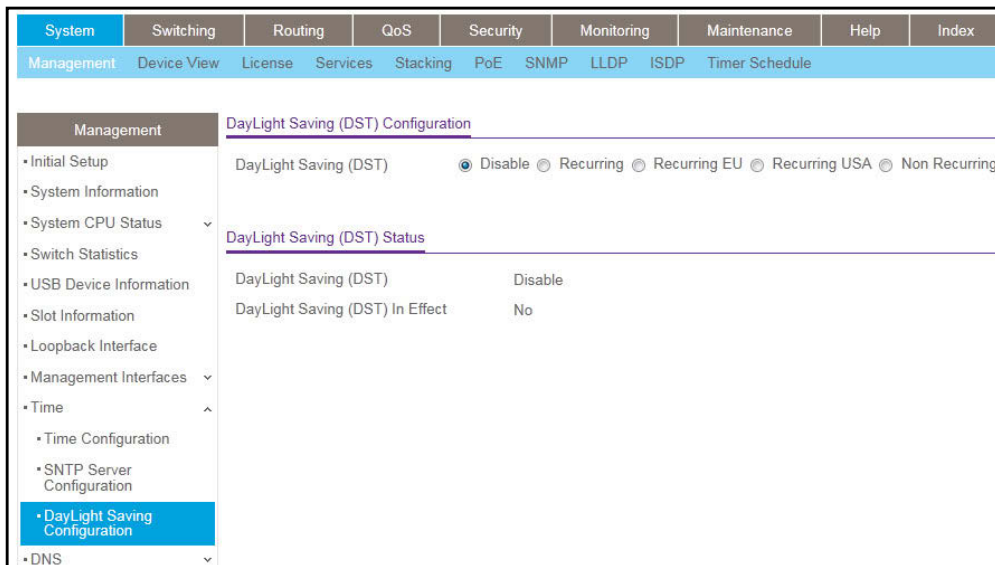 System Switching Routing QoS Security Monitoring Maintenance Help Index
Management Device View License Services Stacking PoE SNMP LLDP ISDP Timer Schedule
Management
Initial Setup
System Information
System CPU Status
Switch Statistics
USB Device Information
Slot Information
Loopback Interface
Management Interfaces
Time
Time Configuration
SNTP Server
Configuration
DayLight Saving
Configuration
DNS
DayLight Saving (DST) Configuration
DayLight Saving (DST) Disable Recurring Recurring EU Recurring USA Non Recurring
DayLight Saving (DST) Status
DayLight Saving (DST) Disable
DayLight Saving (DST) In Effect No